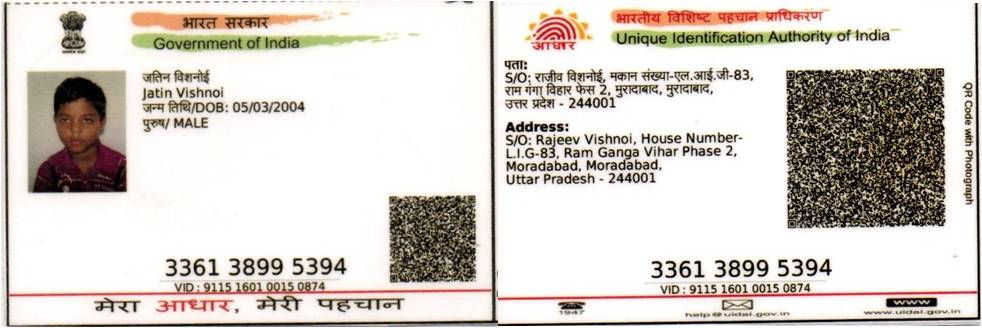 भारत सरकार
Government of India
जतिन विशनोई
Jatin Vishnoi
जन्म तिथि/DOB: 05/03/2004
पुरुष/ MALE
3361 3899 5394
VID : 9115 1601 0015 0874
मेरा आधार, मेरी पहचान
आधार
भारतीय विशिष्ट पहचान प्राधिकरण
Unique Identification Authority of India
पता:
S/O: राजीव विशनोई, मकान संख्या-एल.आई.जी-83,
राम गंगा विहार फेस 2, मुरादाबाद, मुरादाबाद,
उत्तर प्रदेश - 244001
Address:
S/O: Rajeev Vishnoi, House Number-
L.I.G-83, Ram Ganga Vihar Phase 2,
Moradabad, Moradabad,
Uttar Pradesh - 244001
QR Code with Photograph
3361 3899 5394
VID : 9115 1601 0015 0874
1947
help@uidai.gov.in
www
www.uidai.gov.in